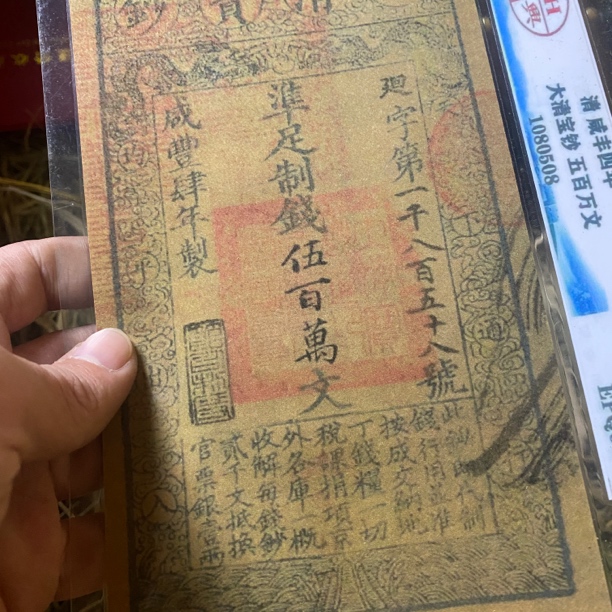 鈔寶清
廻字第一千八百五十八號
準足制錢伍百萬文
咸豐肆年製
此鈔即代制
錢行用並准
按成交納地
丁錢糧一切
稅課捐項京
外各庫一概
收解每錢鈔
貳千文抵換
官票銀壹兩
清 咸丰四年
大清宝钞 五百万文
1080508